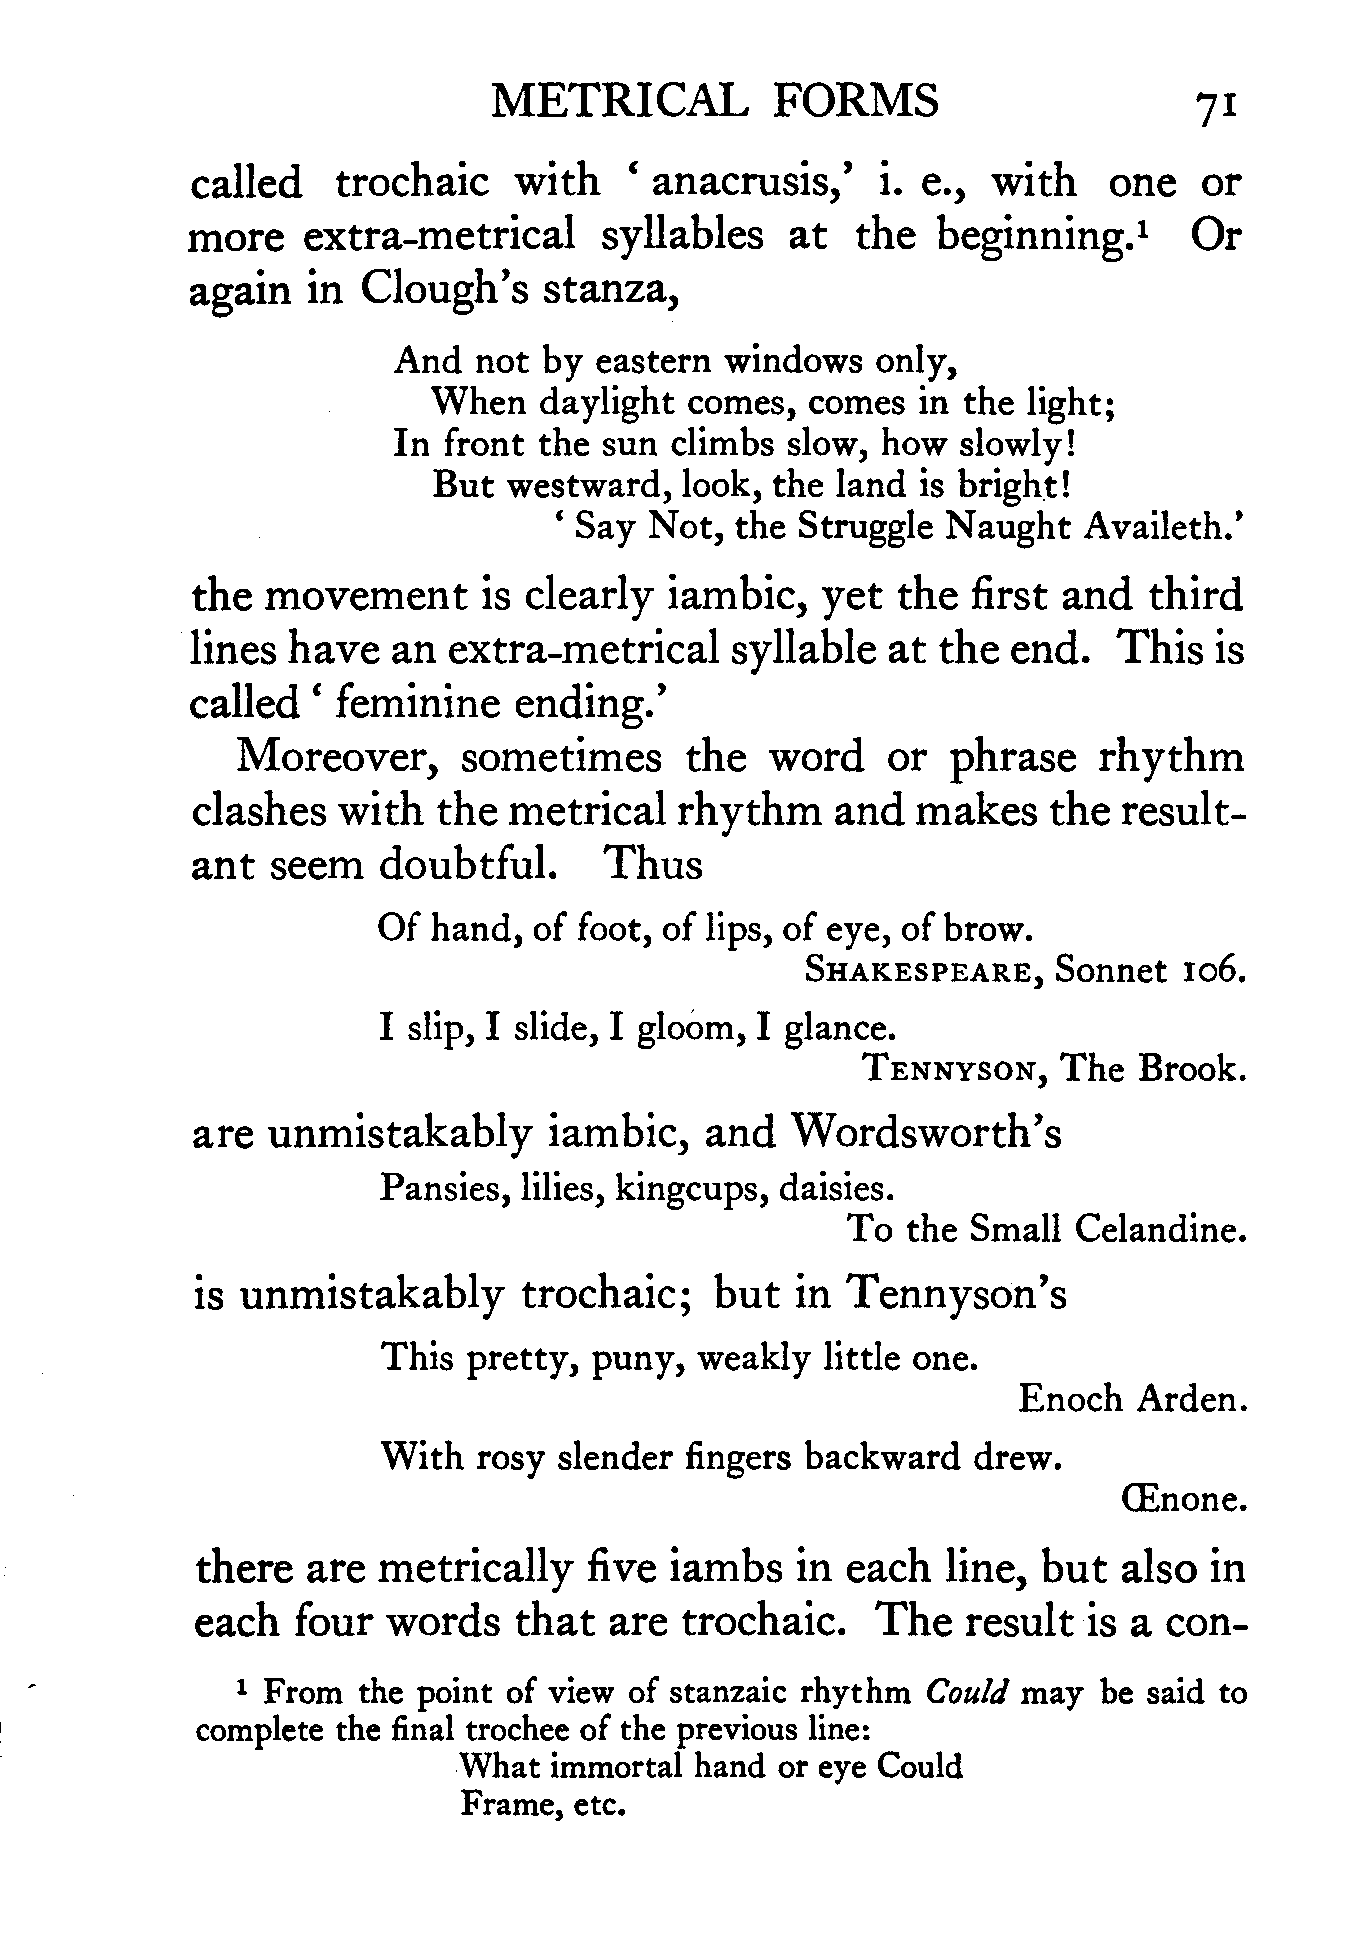 METRICAL FORMS 71
called trochaic with ‘ anacrusis,’ i. e., with one or
more extra-metrical syllables at the beginning.¹ Or
again in Clough’s stanza,
And not by eastern windows only,
When daylight comes, comes in the light;
In front the sun climbs slow, how slowly!
But westward, look, the land is bright!
‘ Say Not, the Struggle Naught Availeth.’
the movement is clearly iambic, yet the first and third
lines have an extra-metrical syllable at the end. This is
called ‘ feminine ending.’
Moreover, sometimes the word or phrase rhythm
clashes with the metrical rhythm and makes the result-
ant seem doubtful. Thus
Of hand, of foot, of lips, of eye, of brow.
SHAKESPEARE, Sonnet 106.
I slip, I slide, I gloom, I glance.
TENNYSON, The Brook.
are unmistakably iambic, and Wordsworth’s
Pansies, lilies, kingcups, daisies.
To the Small Celandine.
is unmistakably trochaic; but in Tennyson’s
This pretty, puny, weakly little one.
Enoch Arden.
With rosy slender fingers backward drew.
Œnone.
there are metrically five iambs in each line, but also in
each four words that are trochaic. The result is a con-
¹ From the point of view of stanzaic rhythm Could may be said to
complete the final trochee of the previous line:
What immortal hand or eye Could
Frame, etc.